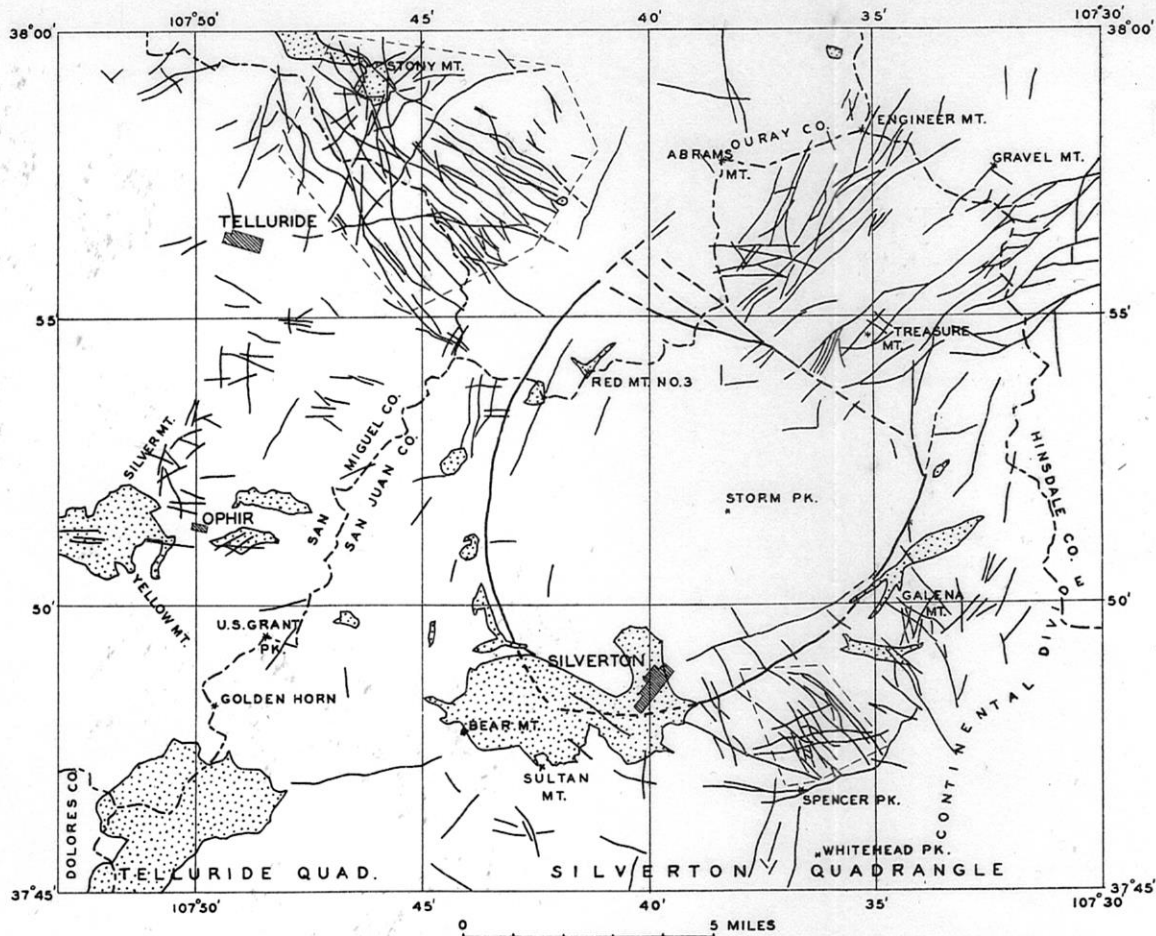 107°50' 45' 40' 35' 107°30'
38°00' 38°00'
STONY MT.
OURAY CO.
ENGINEER MT.
ABRAMS
MT.
GRAVEL MT.
TELLURIDE
55' 55'
TREASURE
MT.
RED MT. NO.3
SILVER MT.
SAN MIGUEL CO.
SAN JUAN CO.
HINSDALE CO.
STORM PK.
OPHIR
YELLOW MT.
50' 50'
GALENA
MT.
U.S. GRANT
PK.
SILVERTON
CONTINENTAL DIVIDE
GOLDEN HORN
BEAR MT.
SULTAN
MT.
SPENCER PK.
DOLORES CO.
WHITEHEAD PK.
TELLURIDE QUAD. SILVERTON QUADRANGLE
37°45' 37°45'
107°50' 45' 40' 35' 107°30'
0 5 MILES